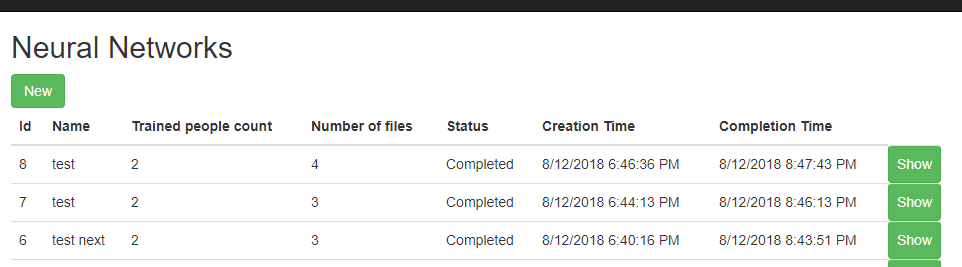 Neural Networks
New
Id Name Trained people count Number of files Status Creation Time Completion Time
8 test 2 4 Completed 8/12/2018 6:46:36 PM 8/12/2018 8:47:43 PM Show
7 test 2 3 Completed 8/12/2018 6:44:13 PM 8/12/2018 8:46:13 PM Show
6 test next 2 3 Completed 8/12/2018 6:40:16 PM 8/12/2018 8:43:51 PM Show